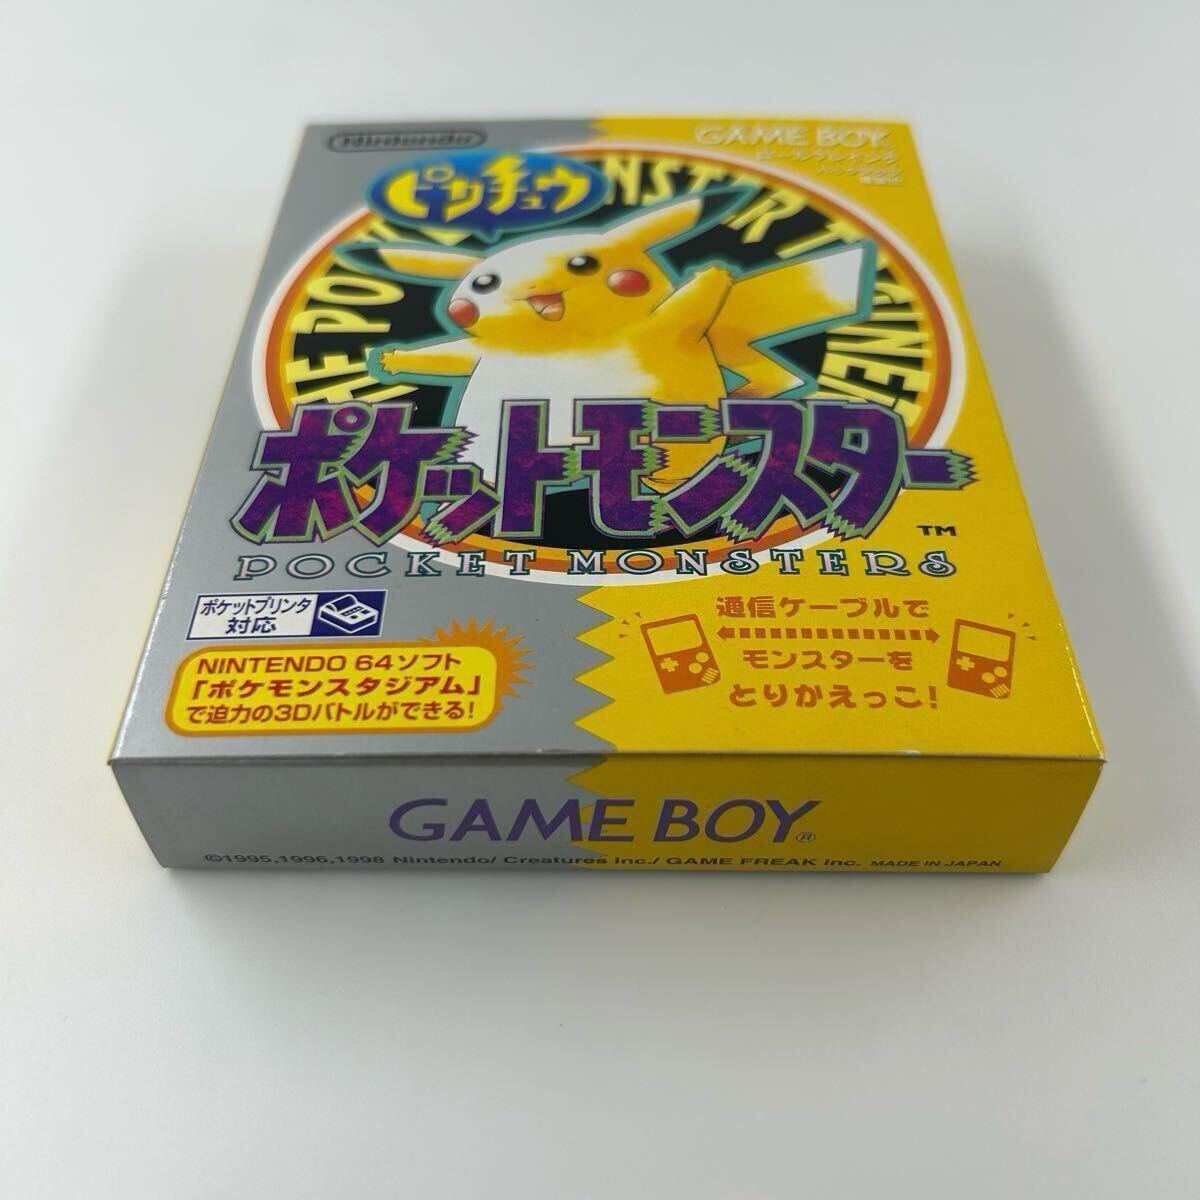 Nintendo
GAME BOY
ピカチュウ
THE POCKET MONSTER TRAINER
ポケットモンスター
TM
POCKET MONSTERS
ポケットプリンタ
対応
NINTENDO 64ソフト
「ポケモンスタジアム」
で迫力の3Dバトルができる!
通信ケーブルで
モンスターを
とりかえっこ!
GAME BOY®
©1995,1996,1998 Nintendo/ Creatures inc./ GAME FREAK inc. MADE IN JAPAN